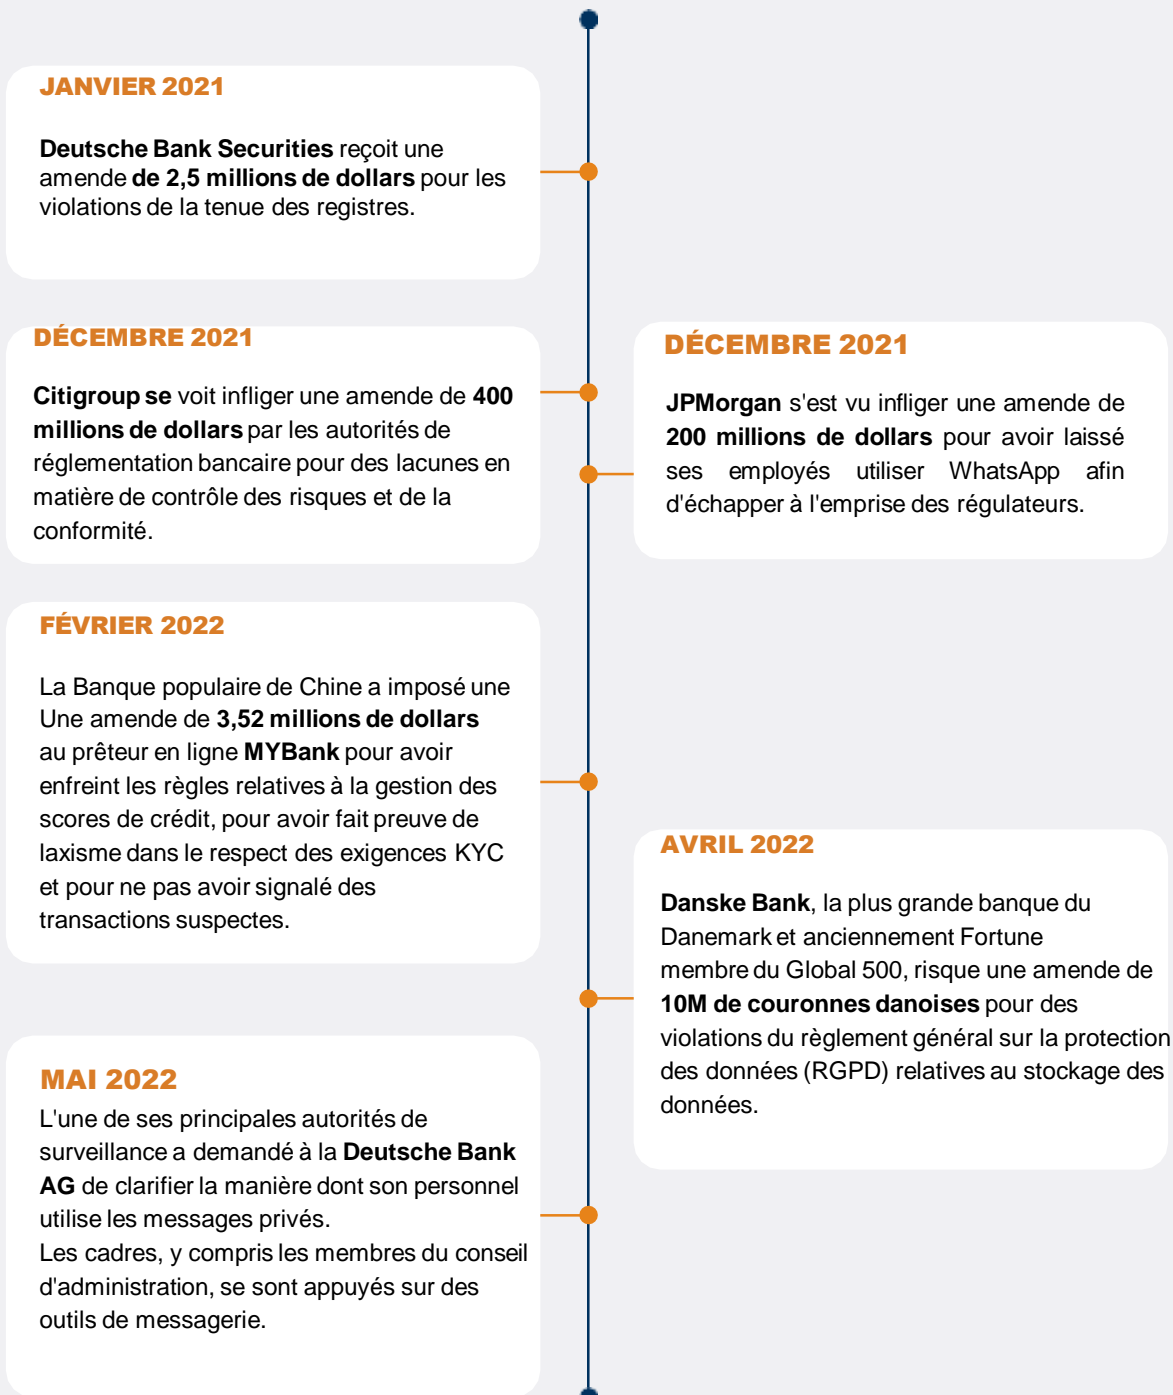 JANVIER 2021
Deutsche Bank Securities reçoit une
amende de 2,5 millions de dollars pour les
violations de la tenue des registres.
DÉCEMBRE 2021
Citigroup se voit infliger une amende de 400
millions de dollars par les autorités de
réglementation bancaire pour des lacunes en
matière de contrôle des risques et de la
conformité.
DÉCEMBRE 2021
JPMorgan s'est vu infliger une amende de
200 millions de dollars pour avoir laissé
ses employés utiliser WhatsApp afin
d'échapper à l'emprise des régulateurs.
FÉVRIER 2022
La Banque populaire de Chine a imposé une
Une amende de 3,52 millions de dollars
au prêteur en ligne MYBank pour avoir
enfreint les règles relatives à la gestion des
scores de crédit, pour avoir fait preuve de
laxisme dans le respect des exigences KYC
et pour ne pas avoir signalé des
transactions suspectes.
AVRIL 2022
Danske Bank, la plus grande banque du
Danemark et anciennement Fortune
membre du Global 500, risque une amende de
10M de couronnes danoises pour des
violations du règlement général sur la protection
des données (RGPD) relatives au stockage des
données.
MAI 2022
L'une de ses principales autorités de
surveillance a demandé à la Deutsche Bank
AG de clarifier la manière dont son personnel
utilise les messages privés.
Les cadres, y compris les membres du conseil
d'administration, se sont appuyés sur des
outils de messagerie.